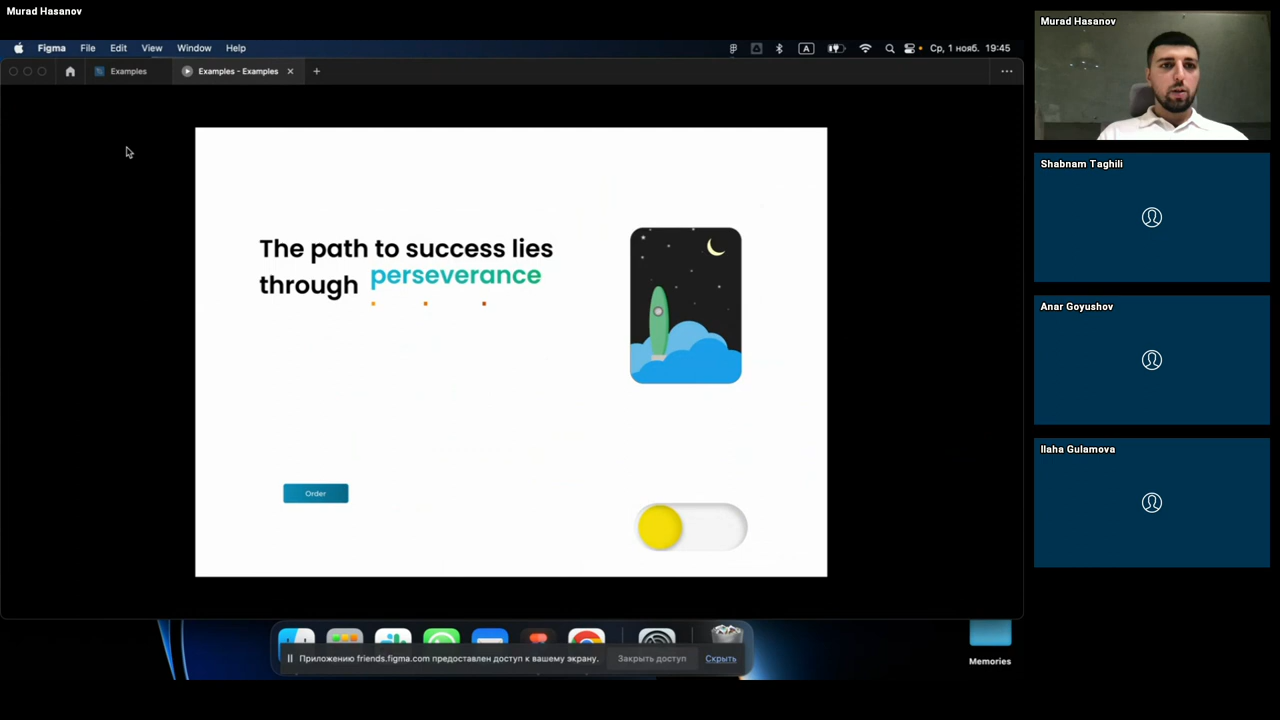 Murad Hasanov
Murad Hasanov
Figma File Edit View Window Help
A
Ср, 1 нояб. 19:45
Examples
Examples - Examples
The path to success lies
through perseverance
Order
Shabnam Taghili
Anar Goyushov
Ilaha Gulamova
Приложению friends.figma.com предоставлен доступ к вашему экрану.
Закрыть доступ
Скрыть
Memories